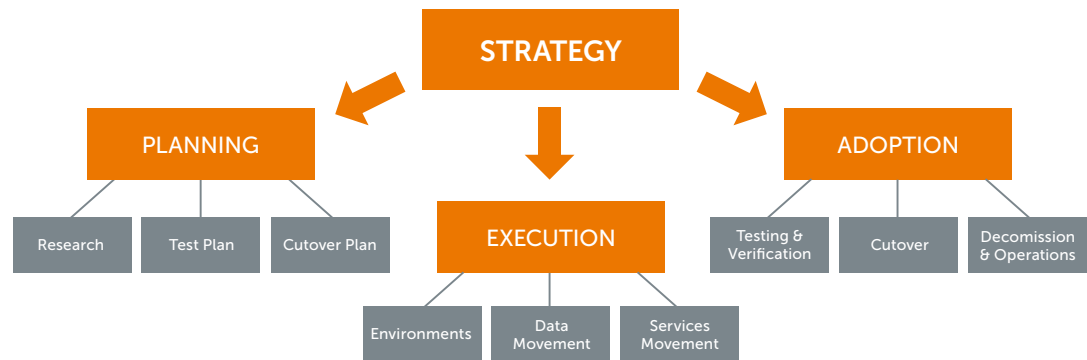 STRATEGY
PLANNING
ADOPTION
EXECUTION
Research
Test Plan
Cutover Plan
Testing &
Verification
Cutover
Decomission
& Operations
Environments
Data
Movement
Services
Movement